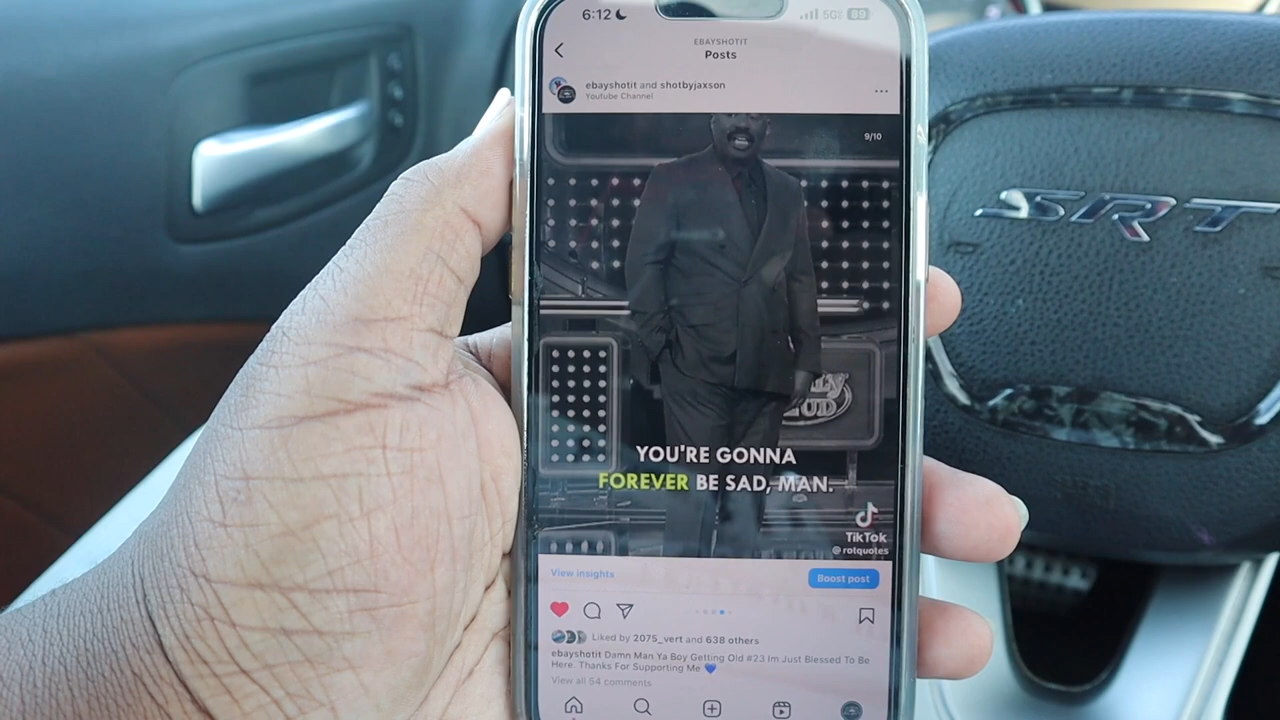 6:12
5G
89
EBAYSHOTIT
Posts
ebayshotit and shotbyjaxson
Youtube Channel
9/10
SRT
YOU'RE GONNA
FOREVER BE SAD, MAN.
TikTok
@rotquotes
View insights
Boost post
Liked by 2075_vert and 638 others
ebayshotit Damn Man Ya Boy Getting Old #23 Im Just Blessed To Be
Here. Thanks For Supporting Me 💙
View all 54 comments